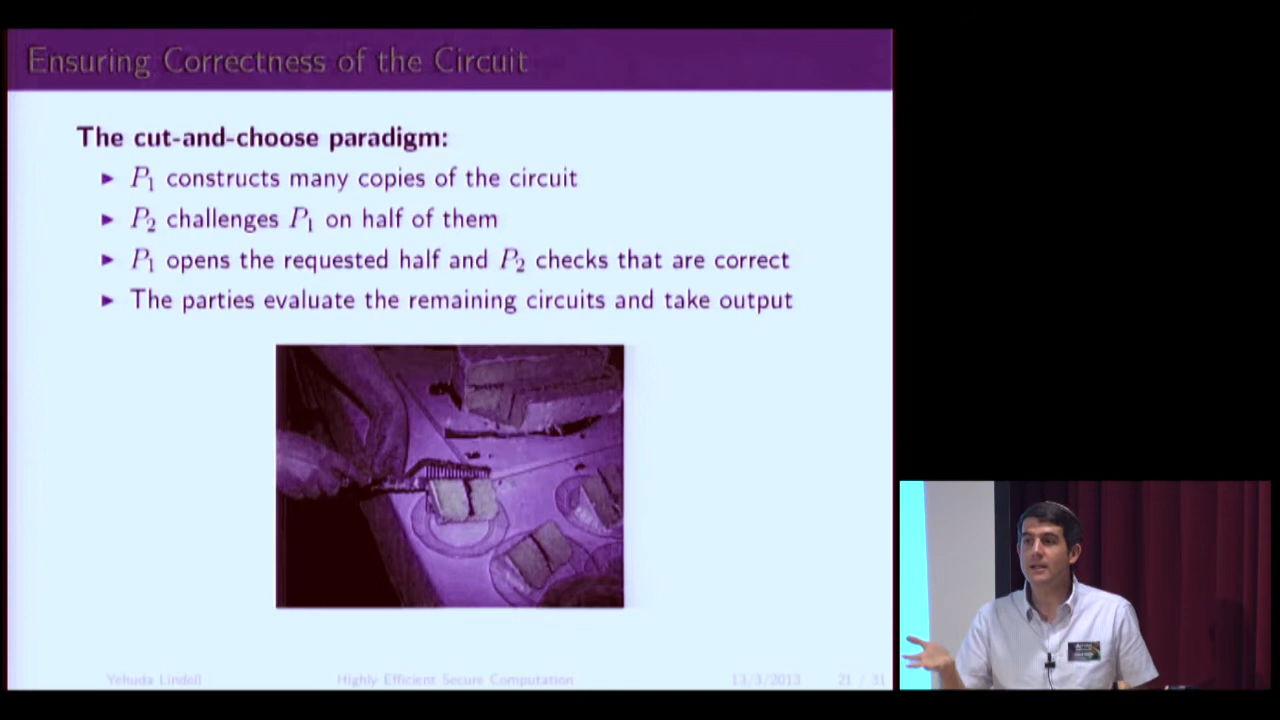 Ensuring Correctness of the Circuit
The cut-and-choose paradigm:
► P₁ constructs many copies of the circuit
► P₂ challenges P₁ on half of them
► P₁ opens the requested half and P₂ checks that are correct
► The parties evaluate the remaining circuits and take output
Yehuda Lindell Highly Efficient Secure Computation 13/3/2013 21 / 31